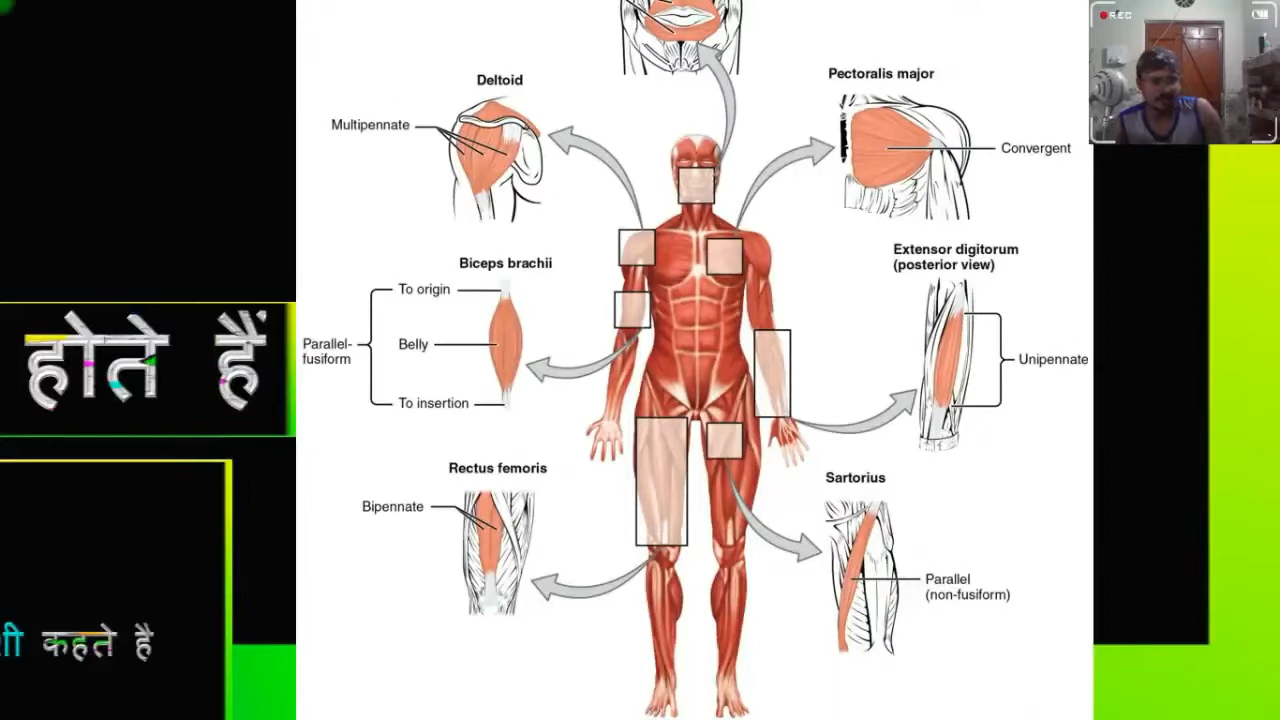 REC
Deltoid
Multipennate
Pectoralis major
Convergent
Biceps brachii
To origin
Parallel-
fusiform
Belly
To insertion
Extensor digitorum
(posterior view)
Unipennate
Rectus femoris
Bipennate
Sartorius
Parallel
(non-fusiform)
होते हैं
कहते है